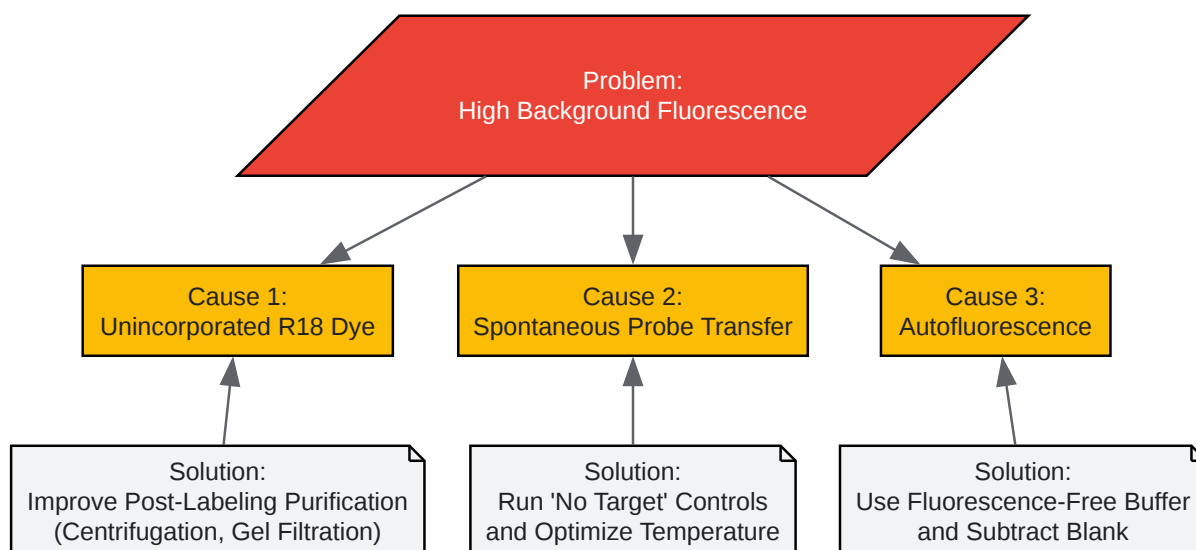 Problem:
High Background Fluorescence
Cause 1:
Unincorporated R18 Dye
Cause 2:
Spontaneous Probe Transfer
Cause 3:
Autofluorescence
Solution:
Improve Post-Labeling Purification
(Centrifugation, Gel Filtration)
Solution:
Run 'No Target' Controls
and Optimize Temperature
Solution:
Use Fluorescence-Free Buffer
and Subtract Blank